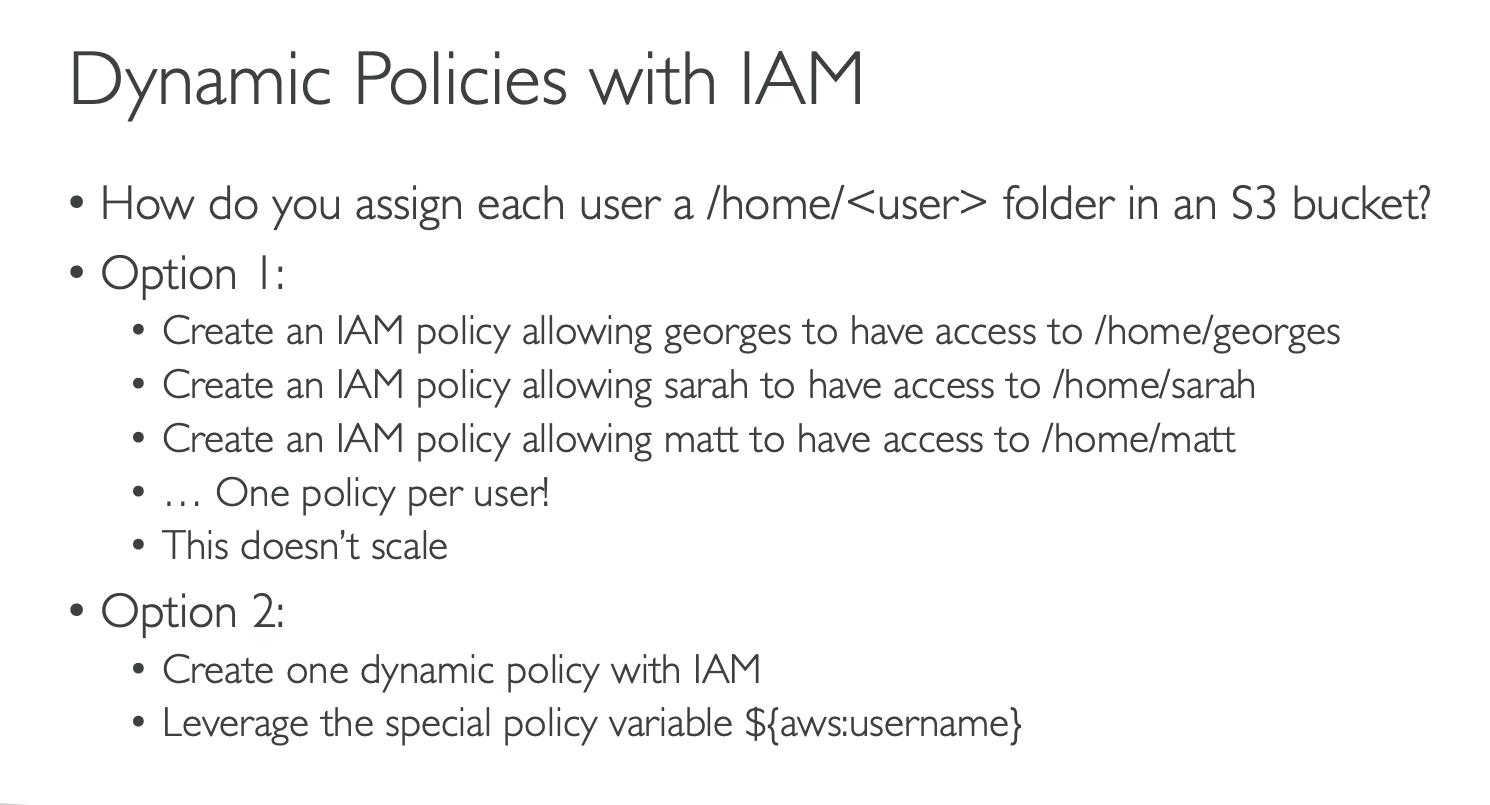 Dynamic Policies with IAM
• How do you assign each user a /home/<user> folder in an S3 bucket?
• Option 1:
• Create an IAM policy allowing georges to have access to /home/georges
• Create an IAM policy allowing sarah to have access to /home/sarah
• Create an IAM policy allowing matt to have access to /home/matt
• … One policy per user!
• This doesn’t scale
• Option 2:
• Create one dynamic policy with IAM
• Leverage the special policy variable ${aws:username}